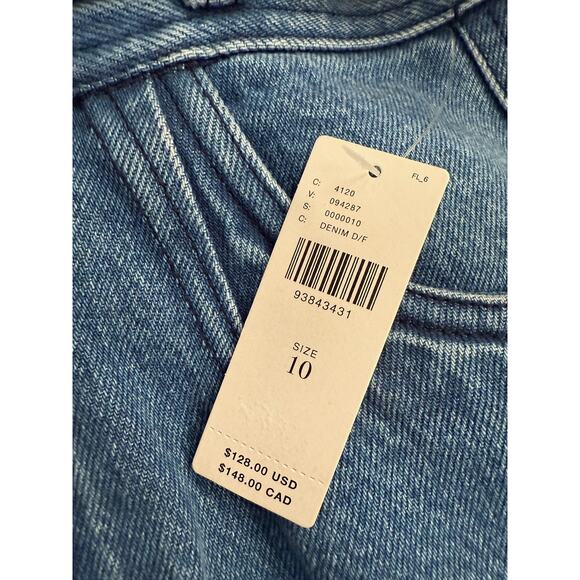 FL_6
C: 4120
V: 094287
S: 0000010
C: DENIM D/F
93843431
SIZE
10
$128.00 USD
$148.00 CAD